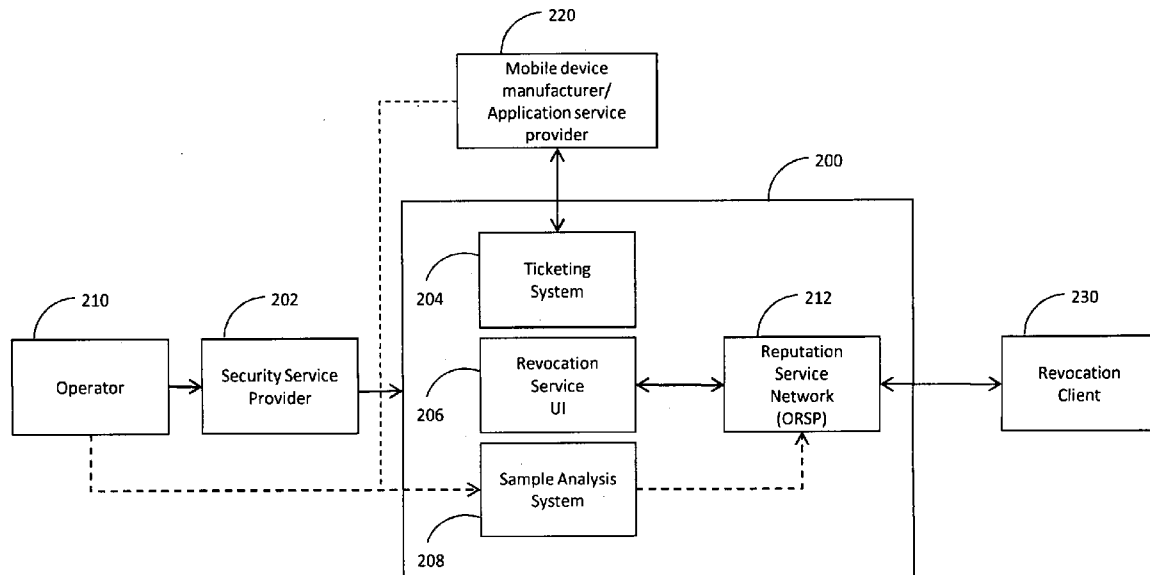 220
Mobile device
manufacturer/
Application service
provider
200
204
Ticketing
System
210
202
212
230
Operator
Security Service
Provider
206
Revocation
Service
UI
Reputation
Service
Network
(ORSP)
Revocation
Client
Sample Analysis
System
208